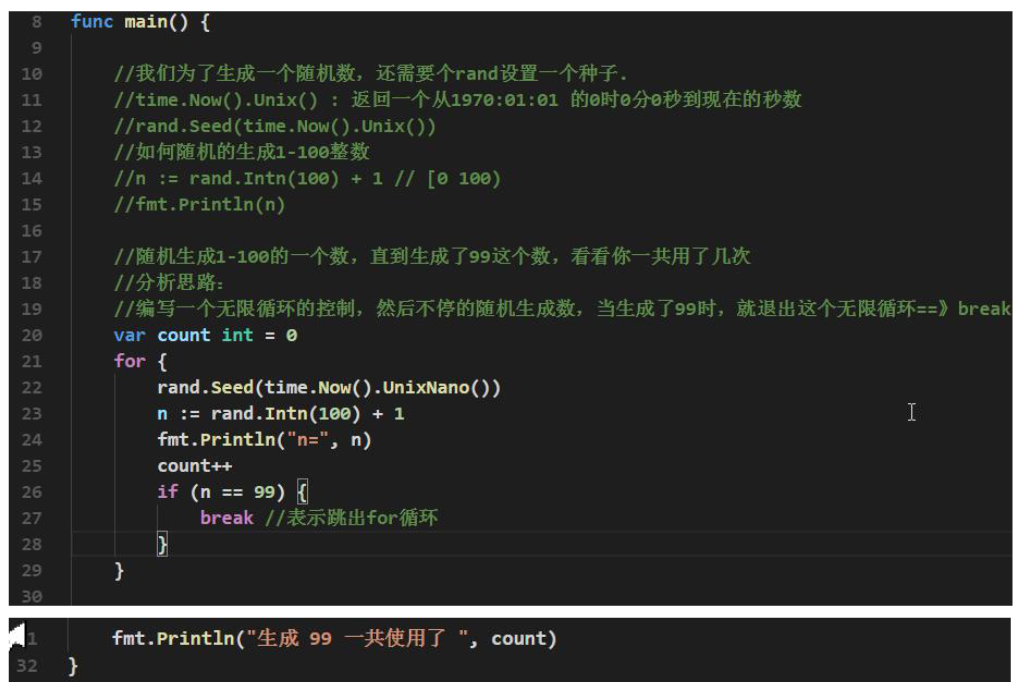 8 func main() {
9
10 //我们为了生成一个随机数，还需要个rand设置一个种子.
11 //time.Now().Unix() : 返回一个从1970:01:01 的0时0分0秒到现在的秒数
12 //rand.Seed(time.Now().Unix())
13 //如何随机的生成1-100整数
14 //n := rand.Intn(100) + 1 // [0 100)
15 //fmt.Println(n)
16
17 //随机生成1-100的一个数，直到生成了99这个数，看看你一共用了几次
18 //分析思路：
19 //编写一个无限循环的控制，然后不停的随机生成数，当生成了99时，就退出这个无限循环==》break
20 var count int = 0
21 for {
22 rand.Seed(time.Now().UnixNano())
23 n := rand.Intn(100) + 1
24 fmt.Println("n=", n)
25 count++
26 if (n == 99) {
27 break //表示跳出for循环
28 }
29 }
30
1 fmt.Println("生成 99 一共使用了 ", count)
32 }